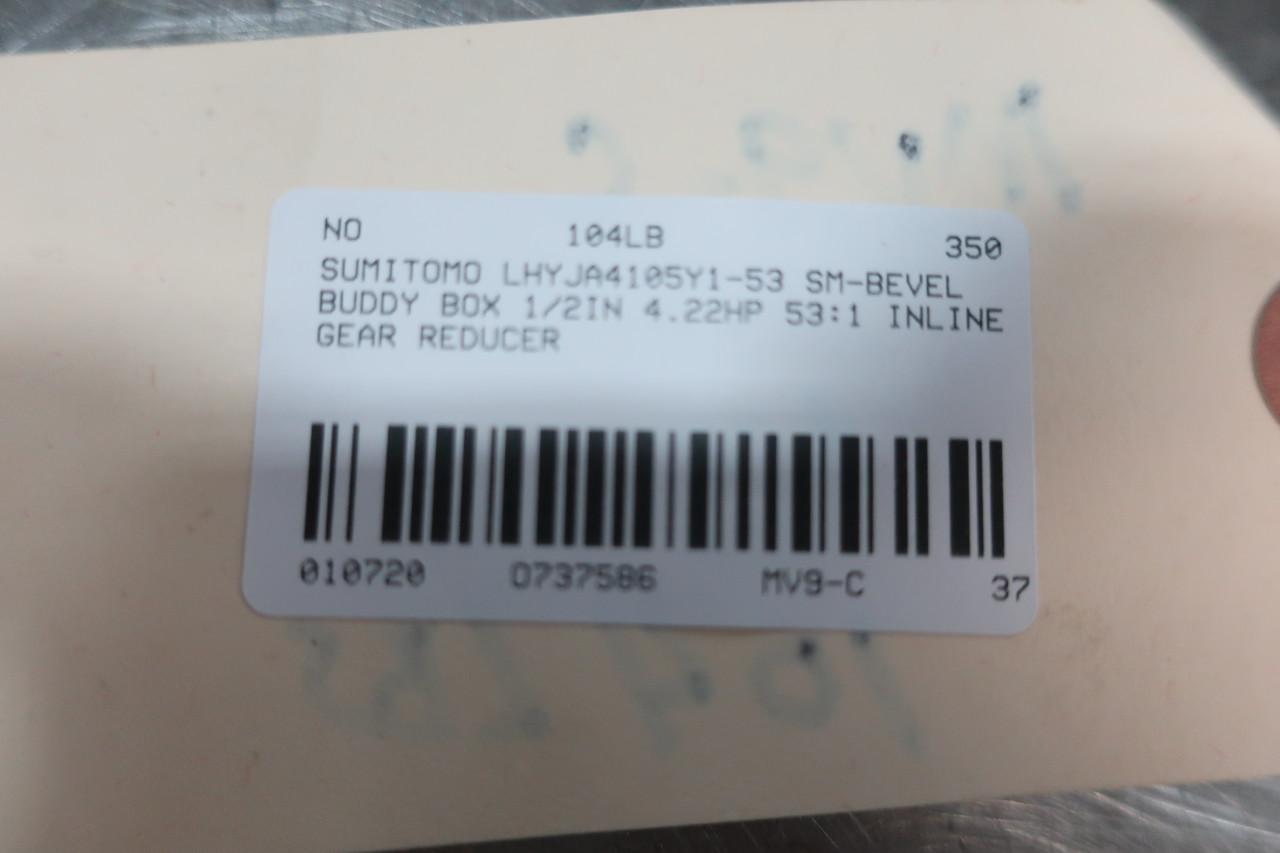 NO 104LB 350
SUMITOMO LHYJA4105Y1-53 SM-BEVEL
BUDDY BOX 1/2IN 4.22HP 53:1 INLINE
GEAR REDUCER
010720 0737586 MV9-C 37